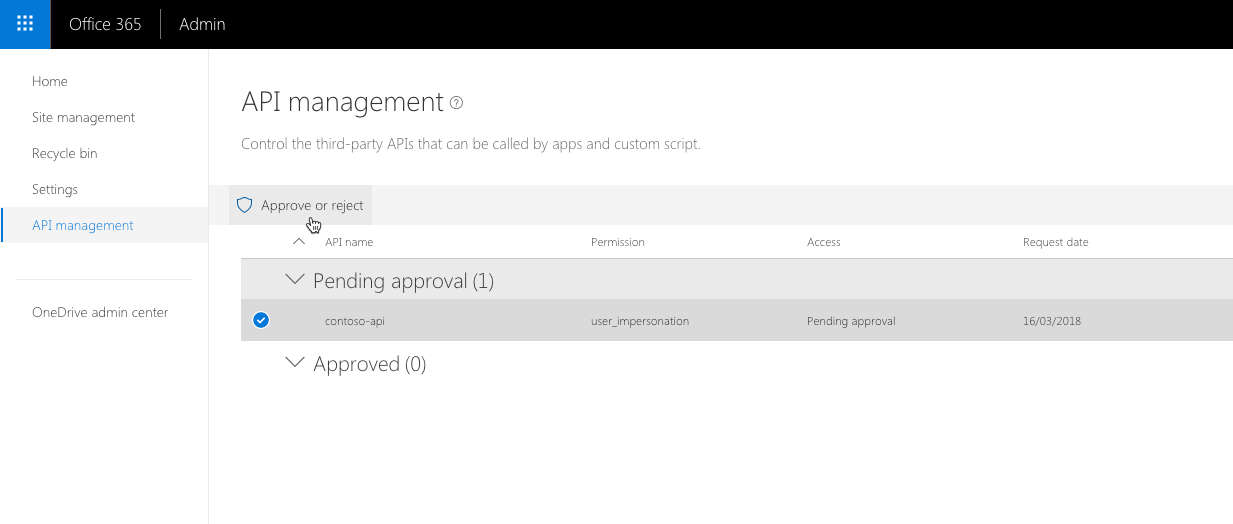 Office 365 Admin
Home
Site management
Recycle bin
Settings
API management
OneDrive admin center
API management ?
Control the third-party APIs that can be called by apps and custom script.
Approve or reject
API name Permission Access Request date
Pending approval (1)
contoso-api user_impersonation Pending approval 16/03/2018
Approved (0)